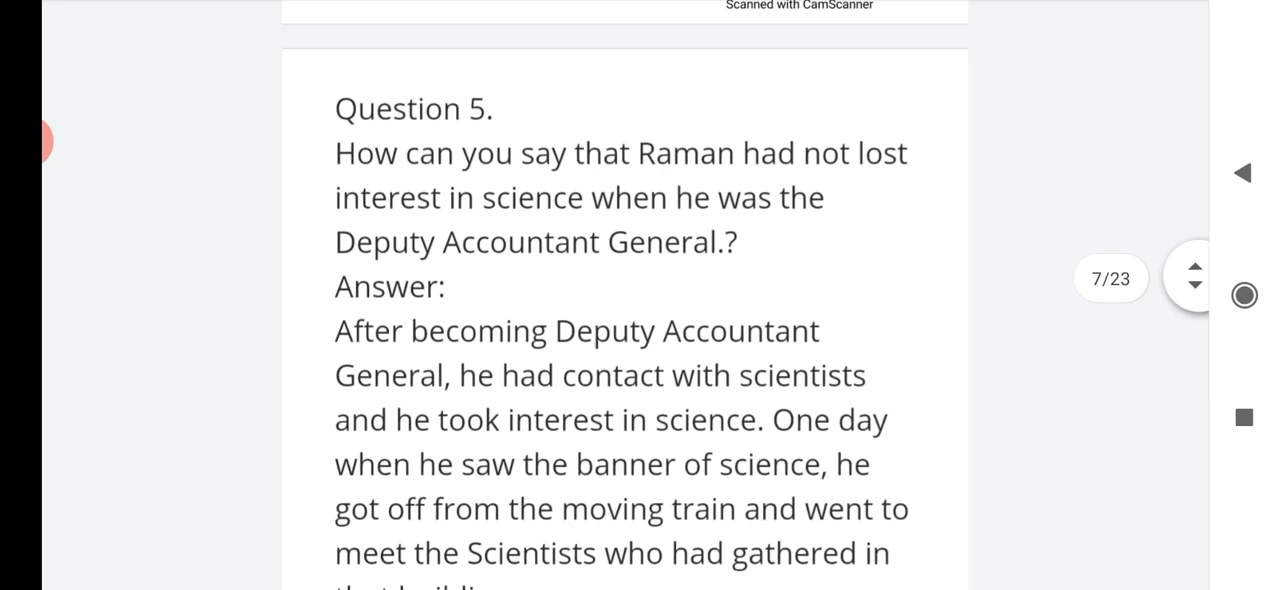 Scanned with CamScanner
Question 5.
How can you say that Raman had not lost
interest in science when he was the
Deputy Accountant General.?
Answer:
After becoming Deputy Accountant
General, he had contact with scientists
and he took interest in science. One day
when he saw the banner of science, he
got off from the moving train and went to
meet the Scientists who had gathered in
7/23